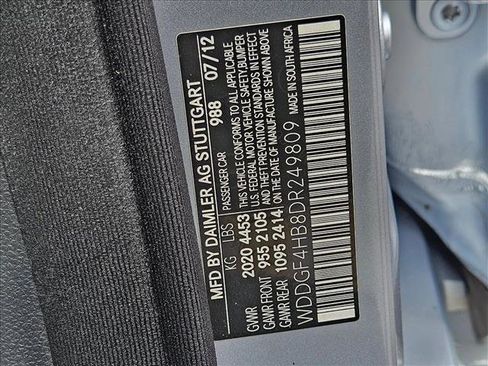 MFD BY DAIMLER AG STUTTGART
988 07/12
KG LBS PASSENGER CAR
GVWR 2020 4453 THIS VEHICLE CONFORMS TO ALL APPLICABLE
GAWR FRONT 955 2105 U.S. FEDERAL MOTOR VEHICLE SAFETY,BUMPER
GAWR REAR 1095 2414 AND THEFT PREVENTION STANDARDS IN EFFECT
ON THE DATE OF MANUFACTURE SHOWN ABOVE
WDDGF4HB8DR249809 MADE IN SOUTH AFRICA